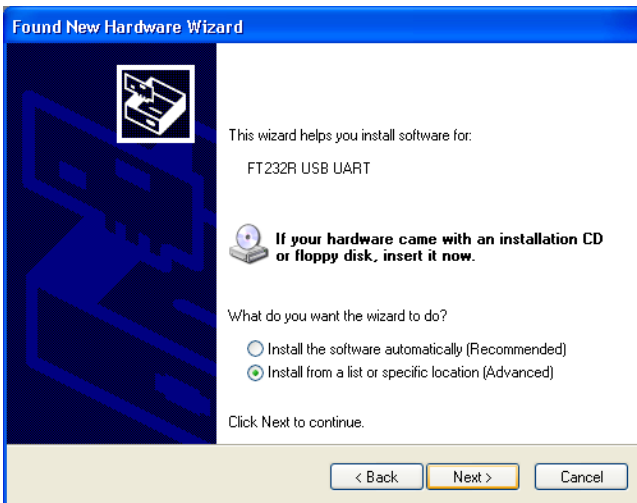 Found New Hardware Wizard
This wizard helps you install software for:
FT232R USB UART
If your hardware came with an installation CD
or floppy disk, insert it now.
What do you want the wizard to do?
Install the software automatically (Recommended)
Install from a list or specific location (Advanced)
Click Next to continue.
< Back Next > Cancel